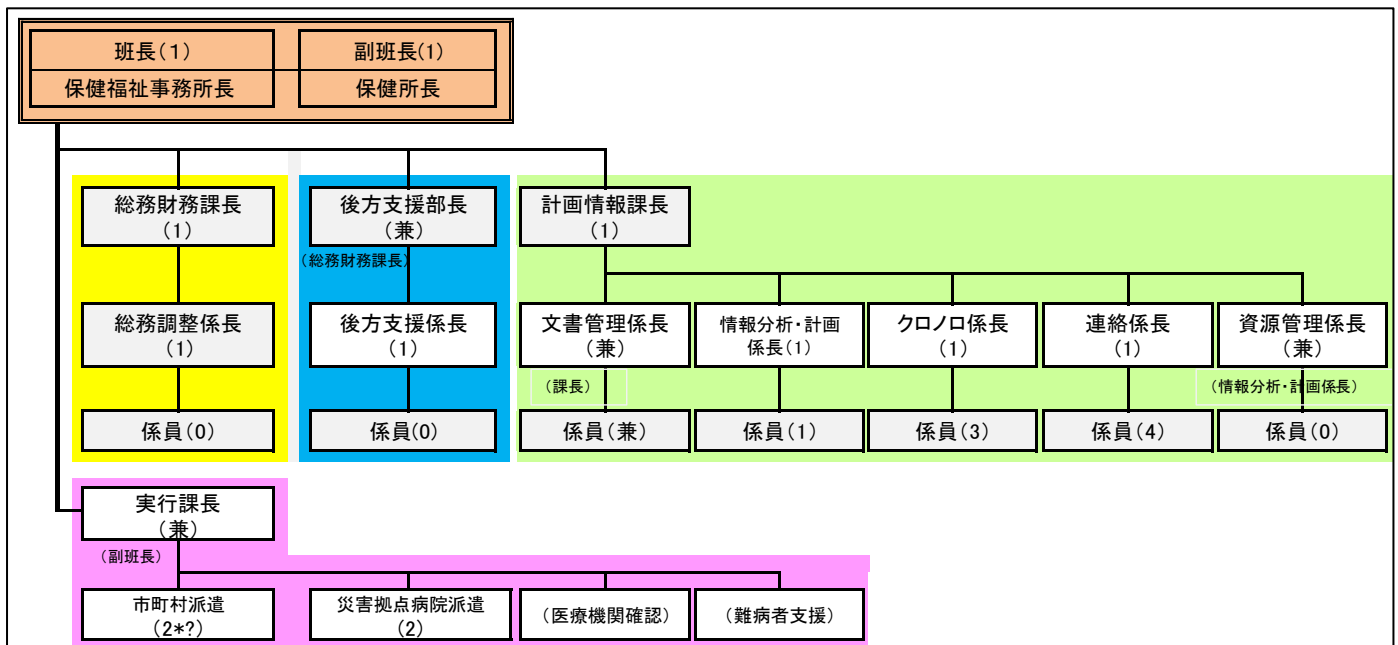 班長（1）
副班長（1）
保健福祉事務所長
保健所長
総務財務課長
（1）
後方支援部長
（兼）
計画情報課長
（1）
（総務財務課長）
総務調整係長
（1）
後方支援係長
（1）
文書管理係長
（兼）
情報分析・計画
係長（1）
クロノロ係長
（1）
連絡係長
（1）
資源管理係長
（兼）
（課長）
（情報分析・計画係長）
係員（0）
係員（0）
係員（兼）
係員（1）
係員（3）
係員（4）
係員（0）
実行課長
（兼）
（副班長）
市町村派遣
（2*?）
災害拠点病院派遣
（2）
（医療機関確認）
（難病者支援）